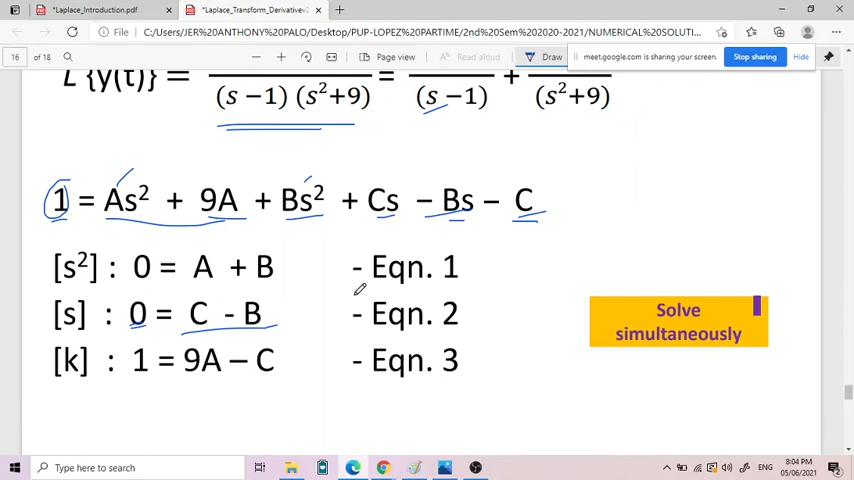 *Laplace_Introduction.pdf
*Laplace_Transform_Derivativev2
C:/Users/JER%20ANTHONY%20PALO/Desktop/PUP-LOPEZ%20PARTIME/2nd%20Sem%202020-2021/NUMERICAL%20SOLUTI...
16 of 18
Page view
Read aloud
Draw
meet.google.com is sharing your screen.
Stop sharing
Hide
L {y(t)} = (s −1) (s²+9) = (s −1) + (s²+9)
1 = As² + 9A + Bs² + Cs − Bs − C
[s²] : 0 = A + B - Eqn. 1
[s] : 0 = C - B - Eqn. 2
[k] : 1 = 9A – C - Eqn. 3
Solve
simultaneously
Type here to search
ENG
8:04 PM
05/06/2021
2